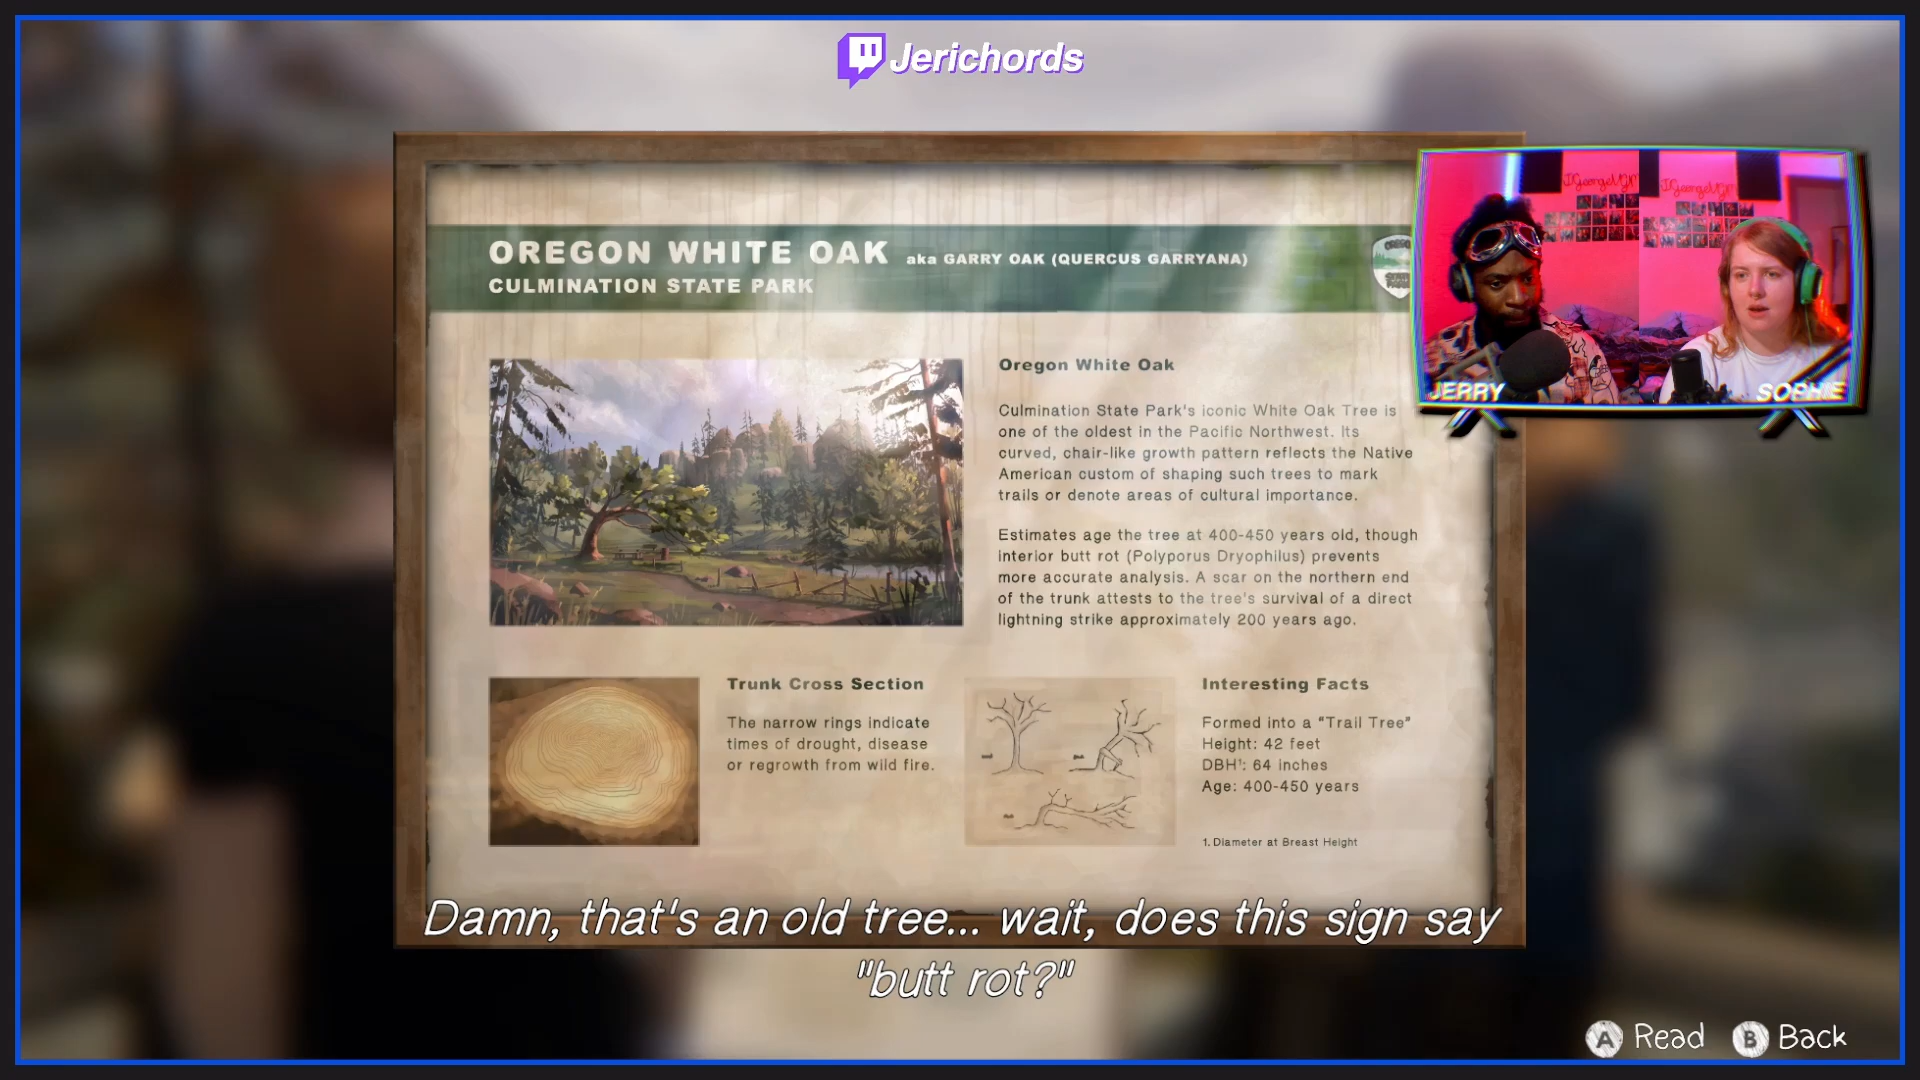 Jerichords
OREGON WHITE OAK aka GARRY OAK (QUERCUS GARRYANA)
CULMINATION STATE PARK
OREGO
STATE
JGeorgeVGM
JGeorgeVGM
JERRY
SOPHIE
Oregon White Oak
Culmination State Park's iconic White Oak Tree is
one of the oldest in the Pacific Northwest. Its
curved, chair-like growth pattern reflects the Native
American custom of shaping such trees to mark
trails or denote areas of cultural importance.
Estimates age the tree at 400-450 years old, though
interior butt rot (Polyporus Dryophilus) prevents
more accurate analysis. A scar on the northern end
of the trunk attests to the tree's survival of a direct
lightning strike approximately 200 years ago.
Trunk Cross Section
The narrow rings indicate
times of drought, disease
or regrowth from wild fire.
Interesting Facts
Formed into a "Trail Tree"
Height: 42 feet
DBH¹: 64 inches
Age: 400-450 years
1. Diameter at Breast Height
Damn, that's an old tree... wait, does this sign say
"butt rot?"
A Read B Back